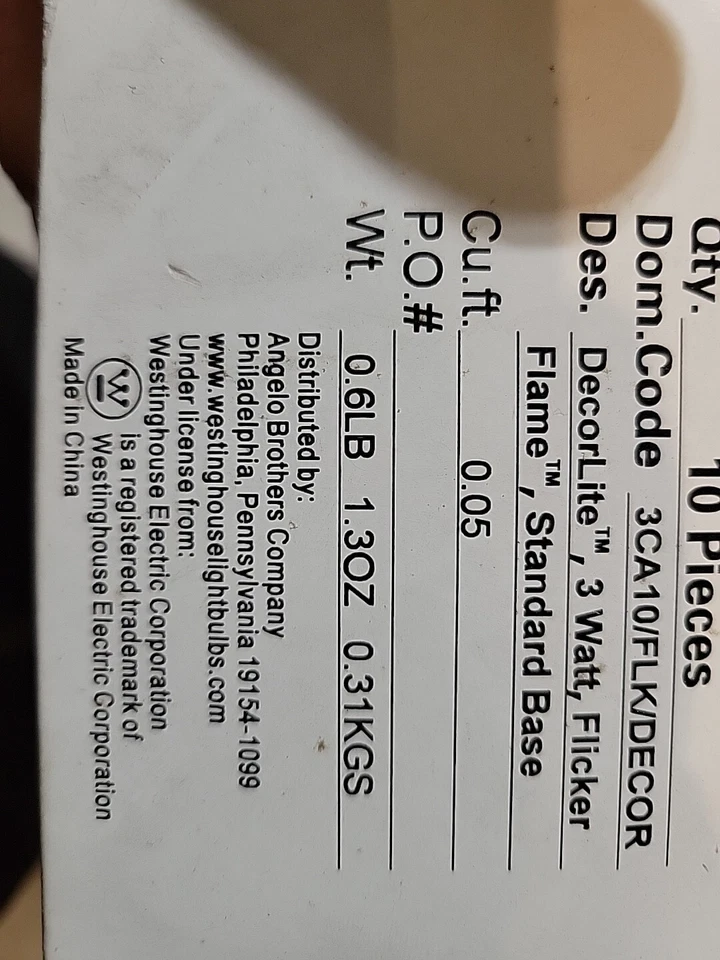 Qty. 10 Pieces
Dom.Code 3CA10/FLK/DECOR
Des. DecorLite™, 3 Watt, Flicker
Flame™, Standard Base
Cu.ft. 0.05
P.O.#
Wt. 0.6LB 1.3OZ 0.31KGS
Distributed by:
Angelo Brothers Company
Philadelphia, Pennsylvania 19154-1099
www.westinghouselightbulbs.com
Under license from:
Westinghouse Electric Corporation
W is a registered trademark of
Westinghouse Electric Corporation
Made in China